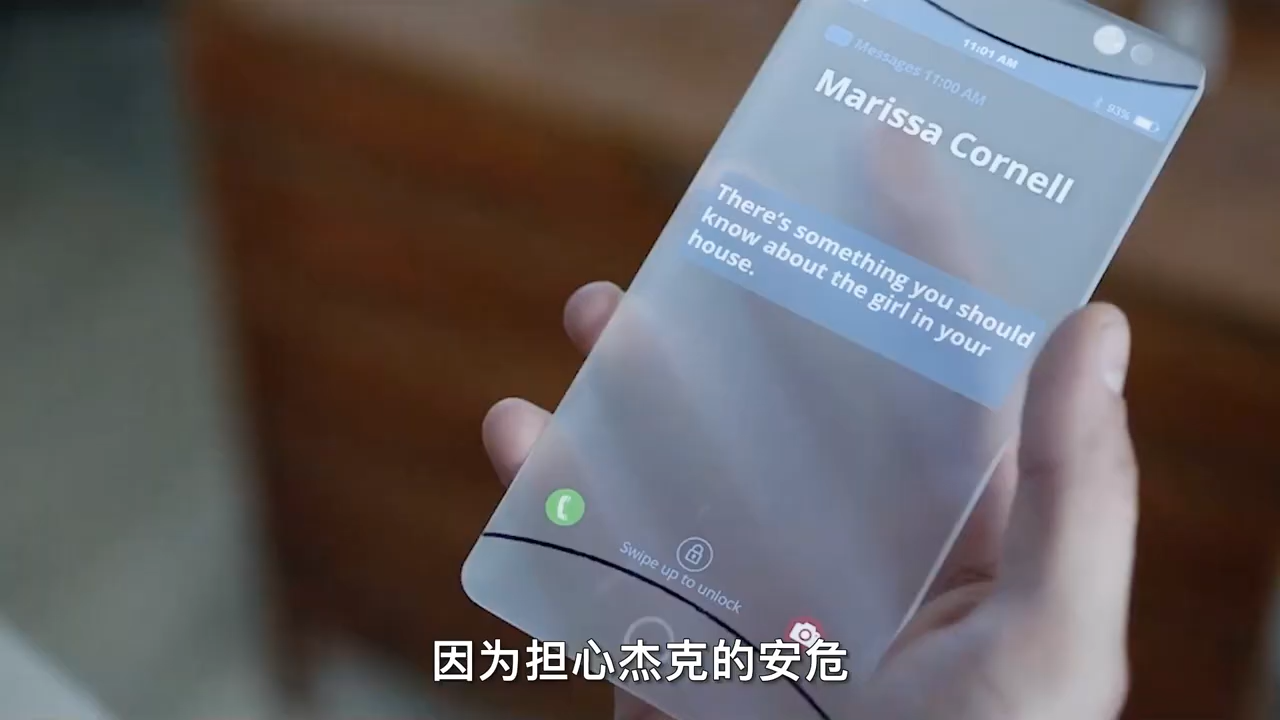 11:01 AM
93%
Messages 11:00 AM
Marissa Cornell
There's something you should
know about the girl in your
house.
Swipe up to unlock
因为担心杰克的安危